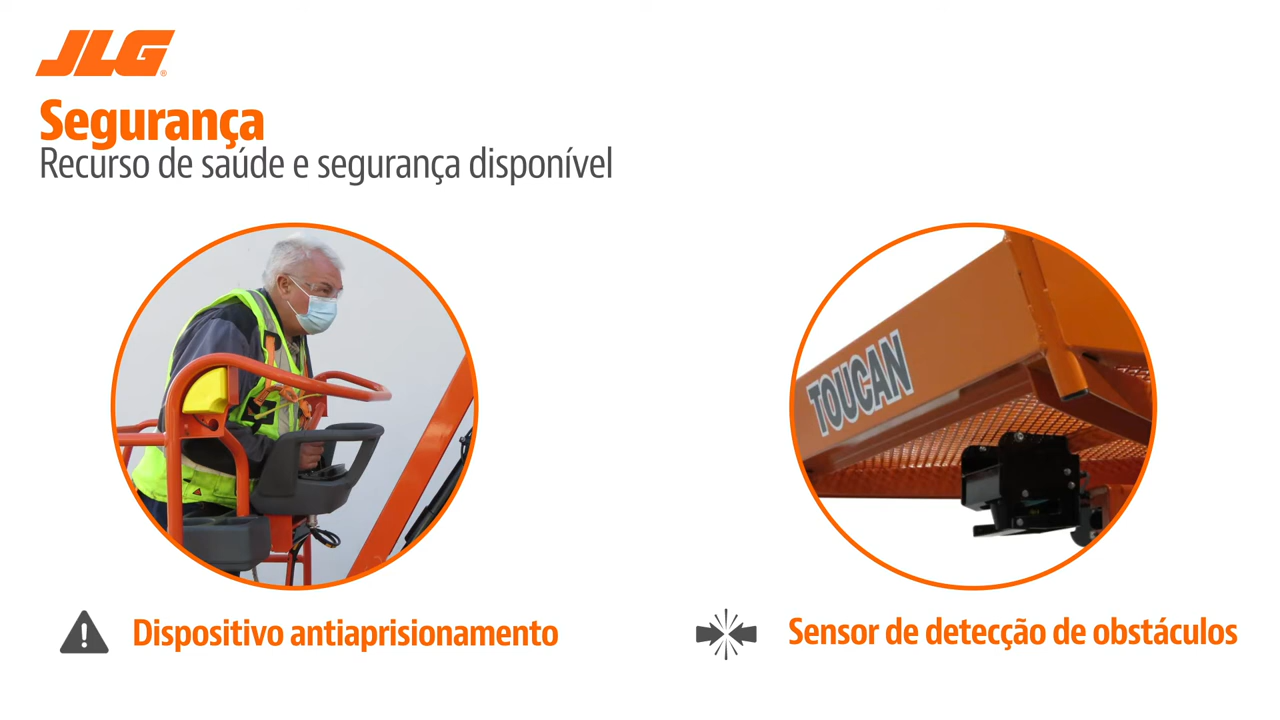 JLG®
Segurança
Recurso de saúde e segurança disponível
TOUCAN
Dispositivo antiaprisionamento
Sensor de detecção de obstáculos